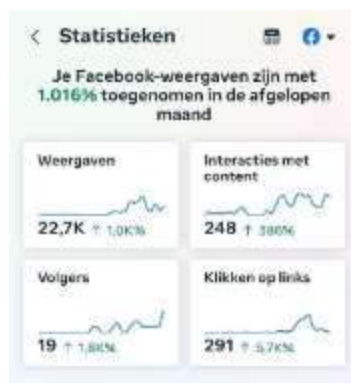 Statistieken
Je Facebook-weergaven zijn met
1.016% toegenomen in de afgelopen
maand
Weergaven
22,7K ↑ 1,0K%
Interacties met
content
248 ↑ 386%
Volgers
19 ↑ 1,8K%
Klikken op links
291 ↑ 5,7K%